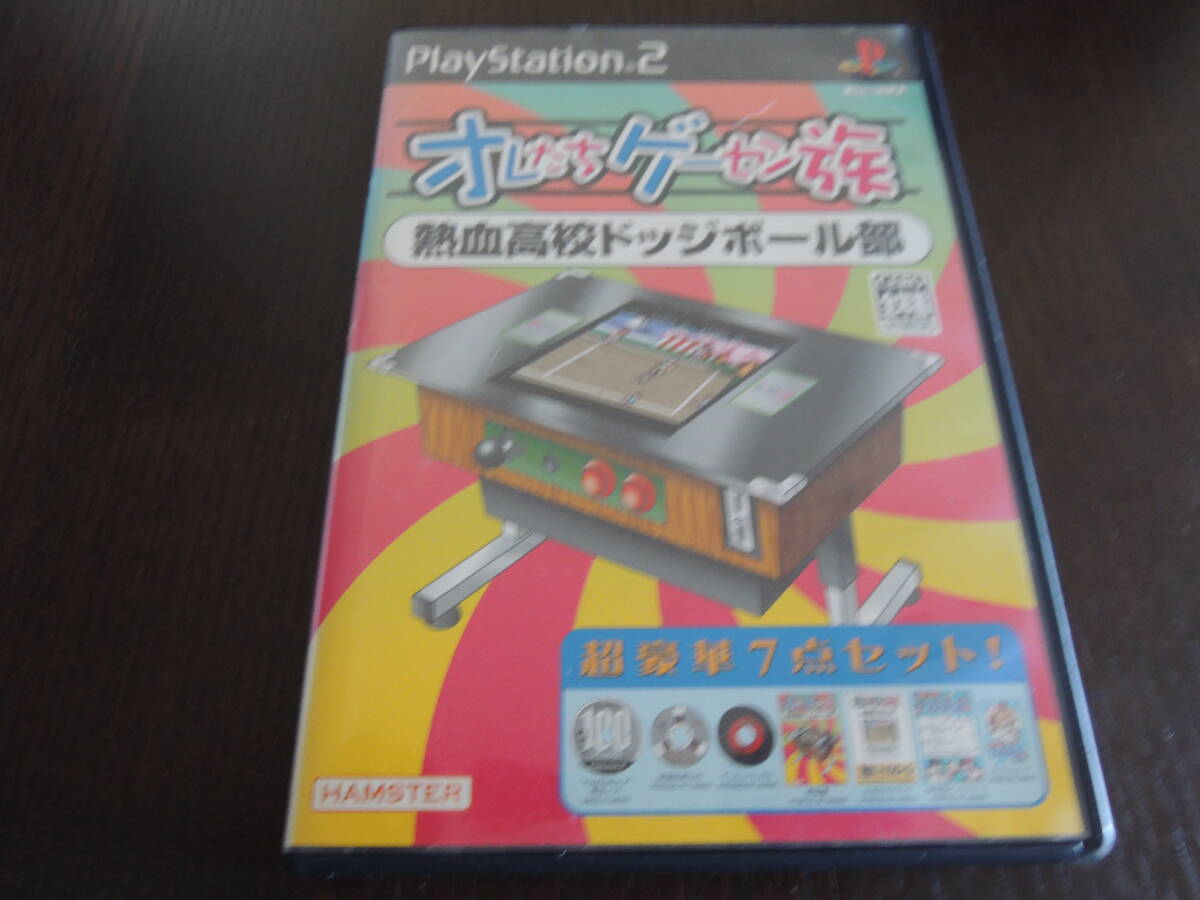 PlayStation 2
オレたちゲーセン族
熱血高校ドッジボール部
超豪華7点セット!
HAMSTER